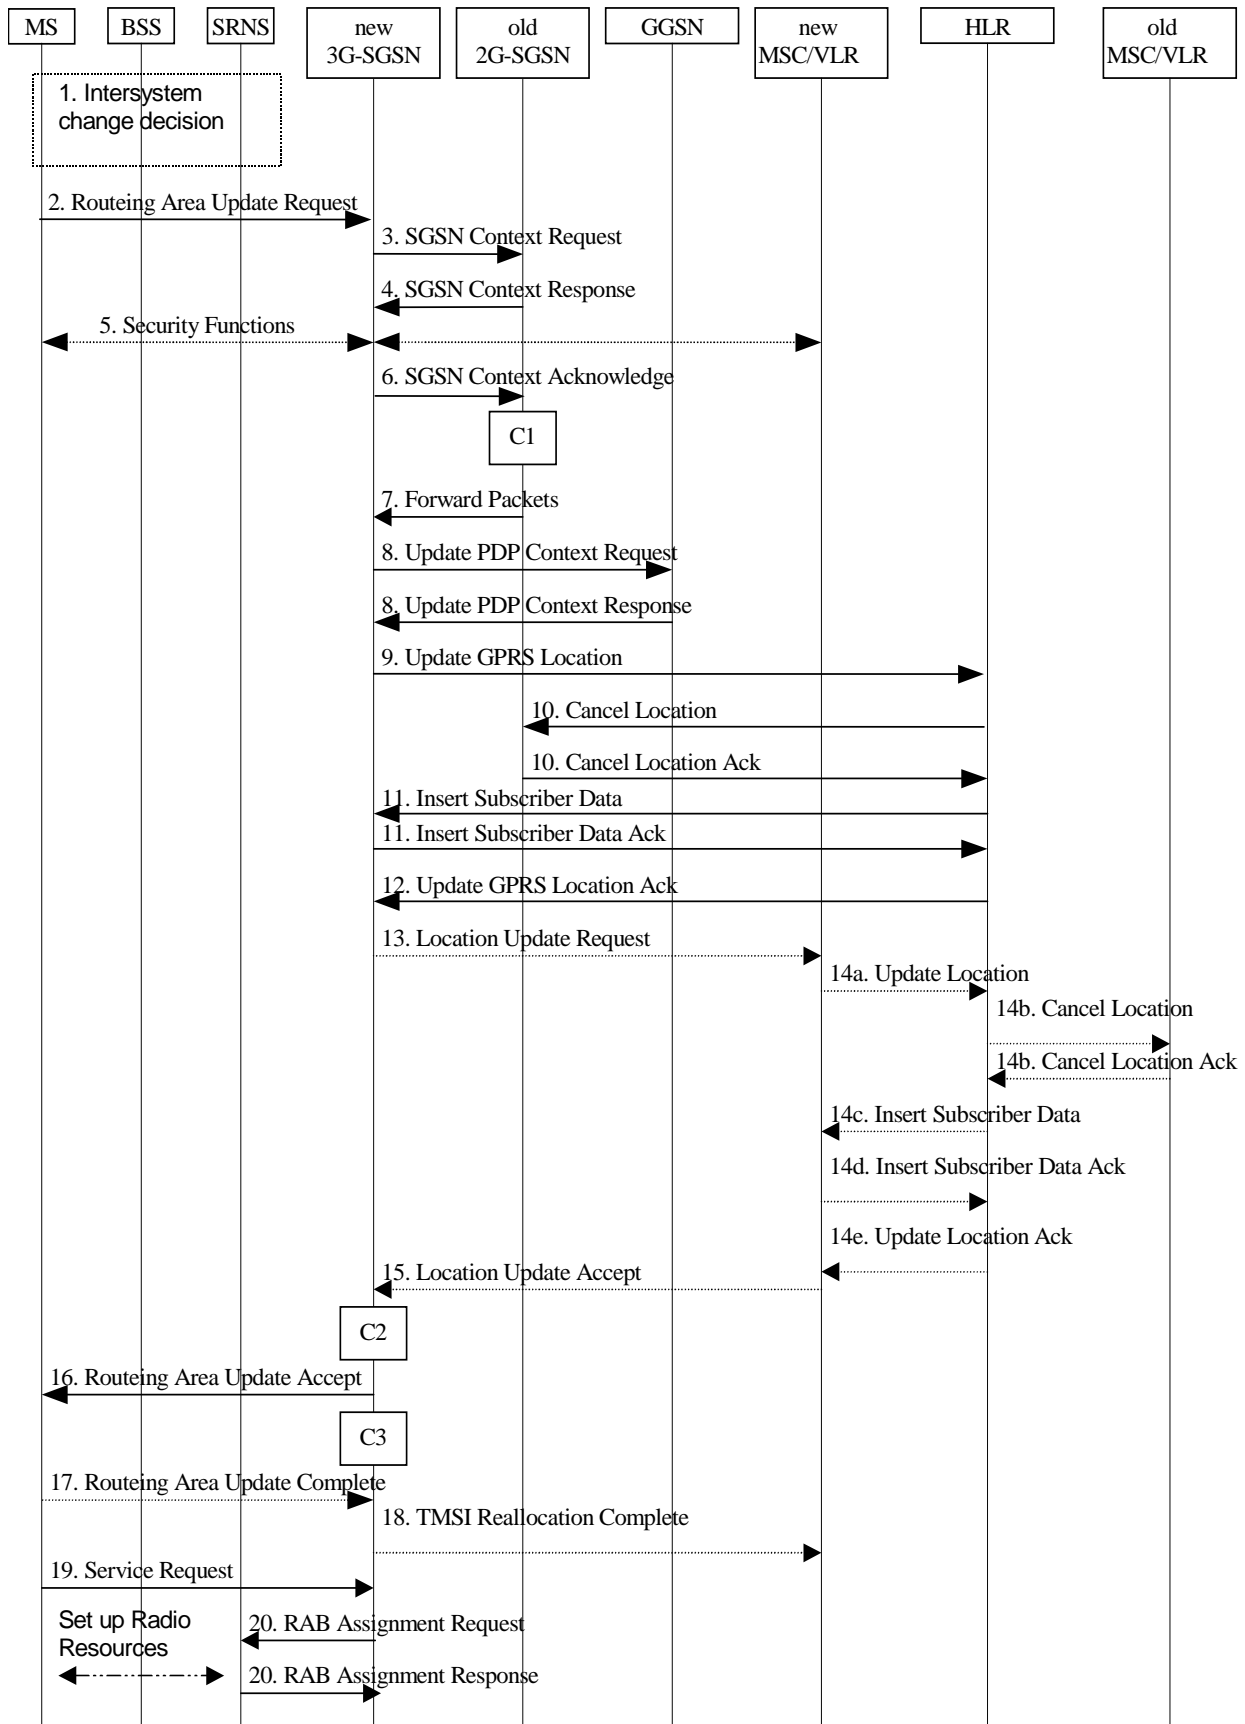 MS
BSS
SRNS
new
3G-SGSN
old
2G-SGSN
GGSN
new
MSC/VLR
HLR
old
MSC/VLR
1. Intersystem
change decision
2. Routeing Area Update Request
3. SGSN Context Request
4. SGSN Context Response
5. Security Functions
6. SGSN Context Acknowledge
C1
7. Forward Packets
8. Update PDP Context Request
8. Update PDP Context Response
9. Update GPRS Location
10. Cancel Location
10. Cancel Location Ack
11. Insert Subscriber Data
11. Insert Subscriber Data Ack
12. Update GPRS Location Ack
13. Location Update Request
14a. Update Location
14b. Cancel Location
14b. Cancel Location Ack
14c. Insert Subscriber Data
14d. Insert Subscriber Data Ack
14e. Update Location Ack
15. Location Update Accept
C2
16. Routeing Area Update Accept
C3
17. Routeing Area Update Complete
18. TMSI Reallocation Complete
19. Service Request
Set up Radio
Resources
20. RAB Assignment Request
20. RAB Assignment Response